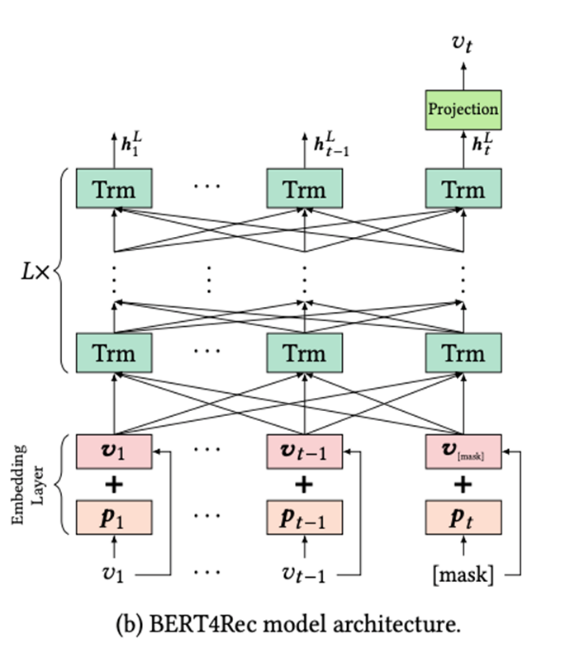 v_t
Projection
h_1^L h_{t−1}^L h_t^L
Trm ··· Trm Trm
L×
Trm ··· Trm Trm
Embedding
Layer
v_1 ··· v_{t−1} v_{[mask]}
+ + +
p_1 ··· p_{t−1} p_t
v_1 ··· v_{t−1} [mask]
(b) BERT4Rec model architecture.